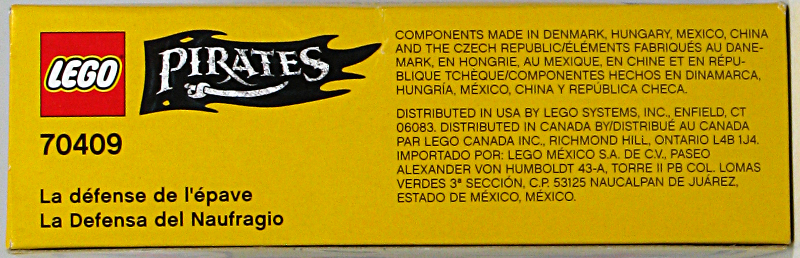 LEGO
PIRATES
70409
La défense de l'épave
La Defensa del Naufragio
COMPONENTS MADE IN DENMARK, HUNGARY, MEXICO, CHINA
AND THE CZECH REPUBLIC/ÉLÉMENTS FABRIQUÉS AU DANE-
MARK, EN HONGRIE, AU MEXIQUE, EN CHINE ET EN RÉPU-
BLIQUE TCHÈQUE/COMPONENTES HECHOS EN DINAMARCA,
HUNGRÍA, MÉXICO, CHINA Y REPÚBLICA CHECA.
DISTRIBUTED IN USA BY LEGO SYSTEMS, INC., ENFIELD, CT
06083. DISTRIBUTED IN CANADA BY/DISTRIBUÉ AU CANADA
PAR LEGO CANADA INC., RICHMOND HILL, ONTARIO L4B 1J4.
IMPORTADO POR: LEGO MÉXICO S.A. DE C.V., PASEO
ALEXANDER VON HUMBOLDT 43-A, TORRE II PB COL. LOMAS
VERDES 3ª SECCIÓN, C.P. 53125 NAUCALPAN DE JUÁREZ,
ESTADO DE MÉXICO, MÉXICO.